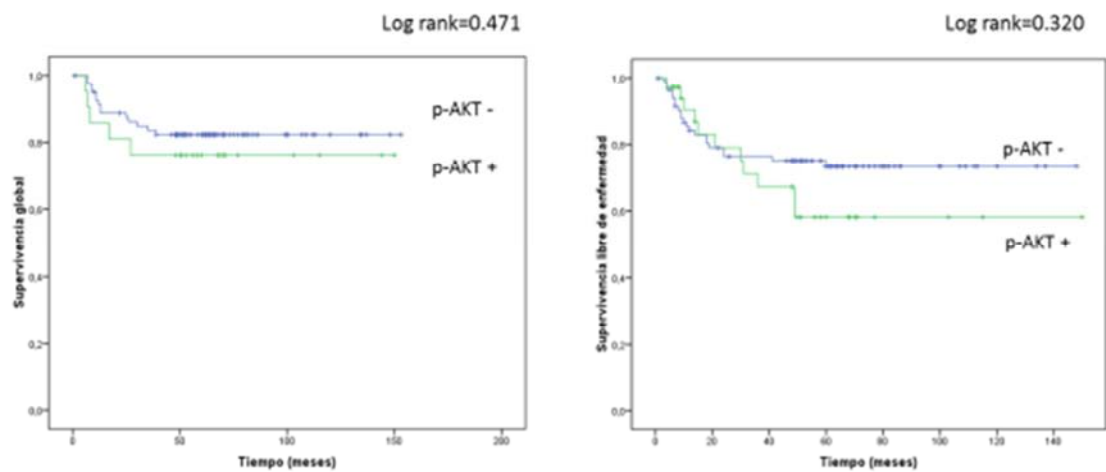 Log rank=0.471
Supervivencia global
1,0
0,8
0,6
0,4
0,2
0,0
p-AKT -
p-AKT +
0
50
100
150
200
Tiempo (meses)
Log rank=0.320
Supervivencia libre de enfermedad
1,0
0,8
0,6
0,4
0,2
0,0
p-AKT -
p-AKT +
0
20
40
60
80
100
120
140
Tiempo (meses)